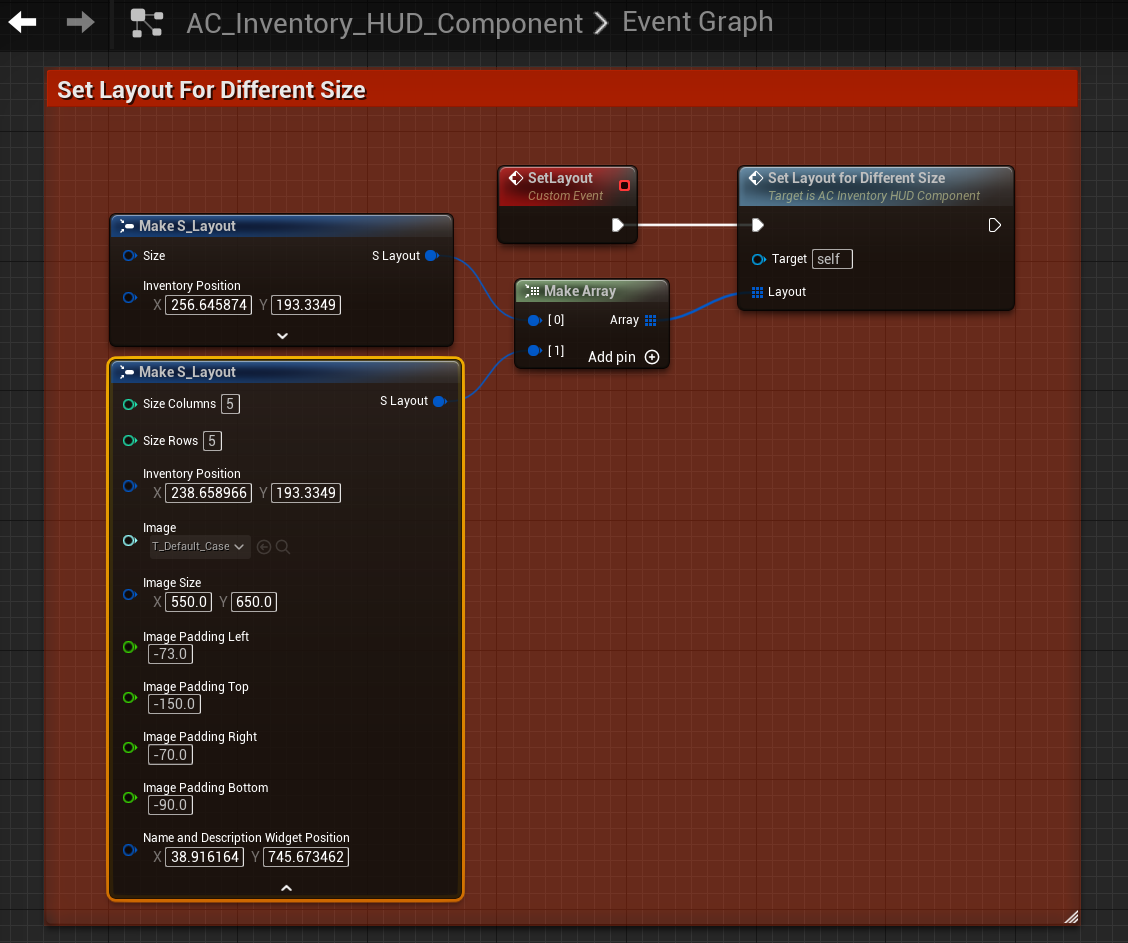 AC_Inventory_HUD_Component > Event Graph
Set Layout For Different Size
SetLayout
Custom Event
Set Layout for Different Size
Target is AC Inventory HUD Component
Target self
Layout
Make S_Layout
Size S Layout
Inventory Position
X 256.645874 Y 193.3349
Make Array
[0] Array
[1] Add pin
Make S_Layout
Size Columns 5 S Layout
Size Rows 5
Inventory Position
X 238.658966 Y 193.3349
Image
T_Default_Case
Image Size
X 550.0 Y 650.0
Image Padding Left
-73.0
Image Padding Top
-150.0
Image Padding Right
-70.0
Image Padding Bottom
-90.0
Name and Description Widget Position
X 38.916164 Y 745.673462